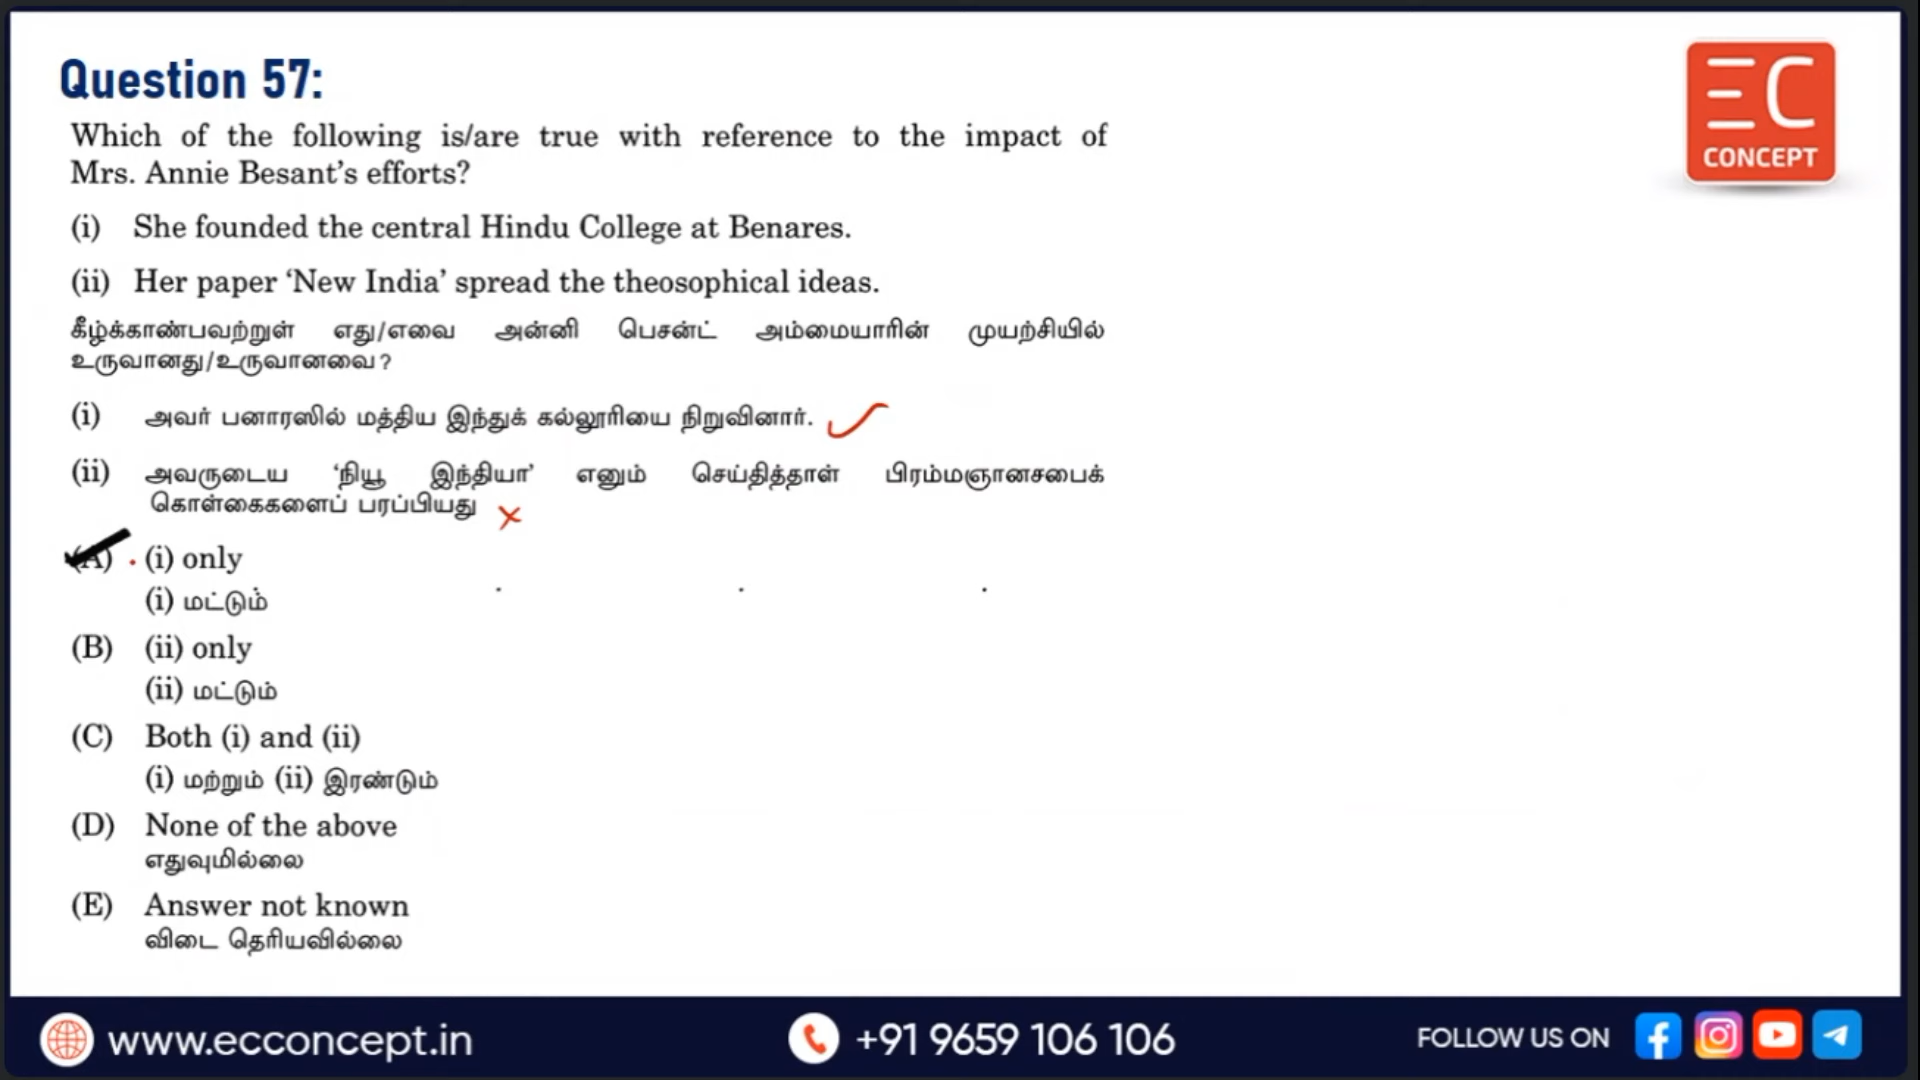 Question 57:
EC
CONCEPT
Which of the following is/are true with reference to the impact of
Mrs. Annie Besant's efforts?
(i) She founded the central Hindu College at Benares.
(ii) Her paper 'New India' spread the theosophical ideas.
கீழ்க்காண்பவற்றுள் எது/எவை அன்னி பெசன்ட் அம்மையாரின் முயற்சியில்
உருவானது/உருவானவை?
(i) அவர் பனாரஸில் மத்திய இந்துக் கல்லூரியை நிறுவினார்.
(ii) அவருடைய 'நியூ இந்தியா' எனும் செய்தித்தாள் பிரம்மஞானசபைக்
கொள்கைகளைப் பரப்பியது
(A) (i) only
(i) மட்டும்
(B) (ii) only
(ii) மட்டும்
(C) Both (i) and (ii)
(i) மற்றும் (ii) இரண்டும்
(D) None of the above
எதுவுமில்லை
(E) Answer not known
விடை தெரியவில்லை
www.ecconcept.in +91 9659 106 106 FOLLOW US ON